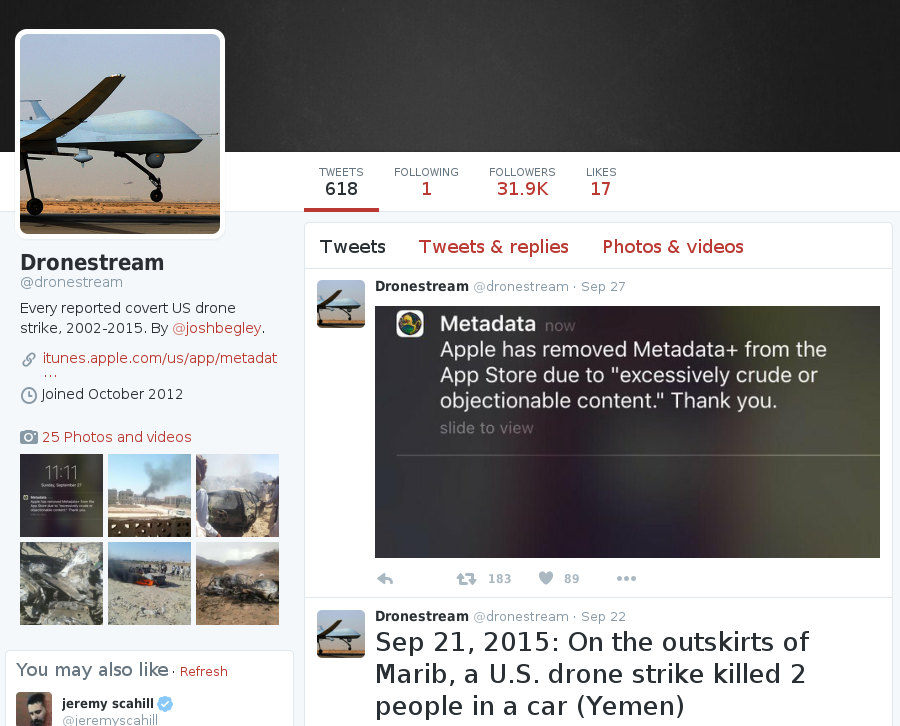 TWEETS FOLLOWING FOLLOWERS LIKES
618 1 31.9K 17
Dronestream
@dronestream
Every reported covert US drone
strike, 2002-2015. By @joshbegley.
itunes.apple.com/us/app/metadat
...
Joined October 2012
25 Photos and videos
11:11
Sunday, September 27
Metadata
Apple has removed Metadata+ from the
App Store due to "excessively crude or
objectionable content." Thank you.
You may also like · Refresh
jeremy scahill
@jeremyscahill
Tweets Tweets & replies Photos & videos
Dronestream @dronestream · Sep 27
Metadata now
Apple has removed Metadata+ from the
App Store due to "excessively crude or
objectionable content." Thank you.
slide to view
183 89
Dronestream @dronestream · Sep 22
Sep 21, 2015: On the outskirts of
Marib, a U.S. drone strike killed 2
people in a car (Yemen)